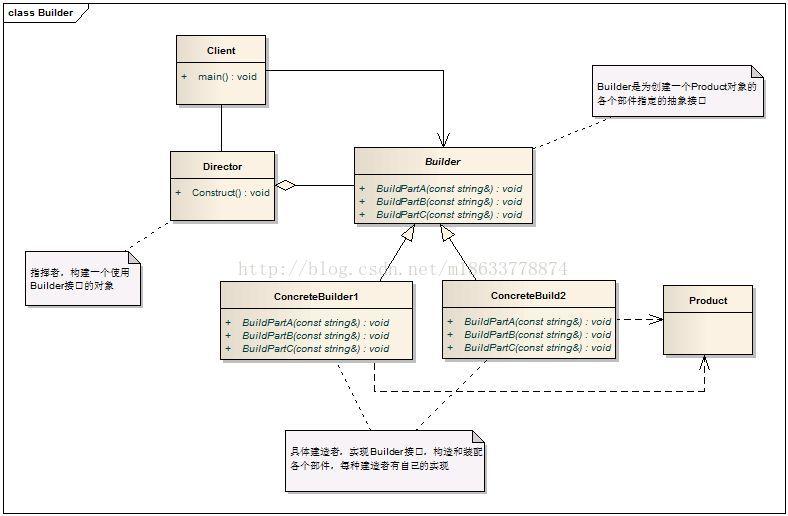 class Builder
Client
+ main() : void
Builder是为创建一个Product对象的
各个部件指定的抽象接口
Director
+ Construct() : void
Builder
+ BuildPartA(const string&) : void
+ BuildPartB(const string&) : void
+ BuildPartC(const string&) : void
指挥者，构建一个使用
Builder接口的对象
http://blog.csdn.net/m18633778874
ConcreteBuilder1
+ BuildPartA(const string&) : void
+ BuildPartB(const string&) : void
+ BuildPartC(const string&) : void
ConcreteBuild2
+ BuildPartA(const string&) : void
+ BuildPartB(const string&) : void
+ BuildPartC(const string&) : void
Product
具体建造者，实现Builder接口，构造和装配
各个部件，每种建造者有自己的实现